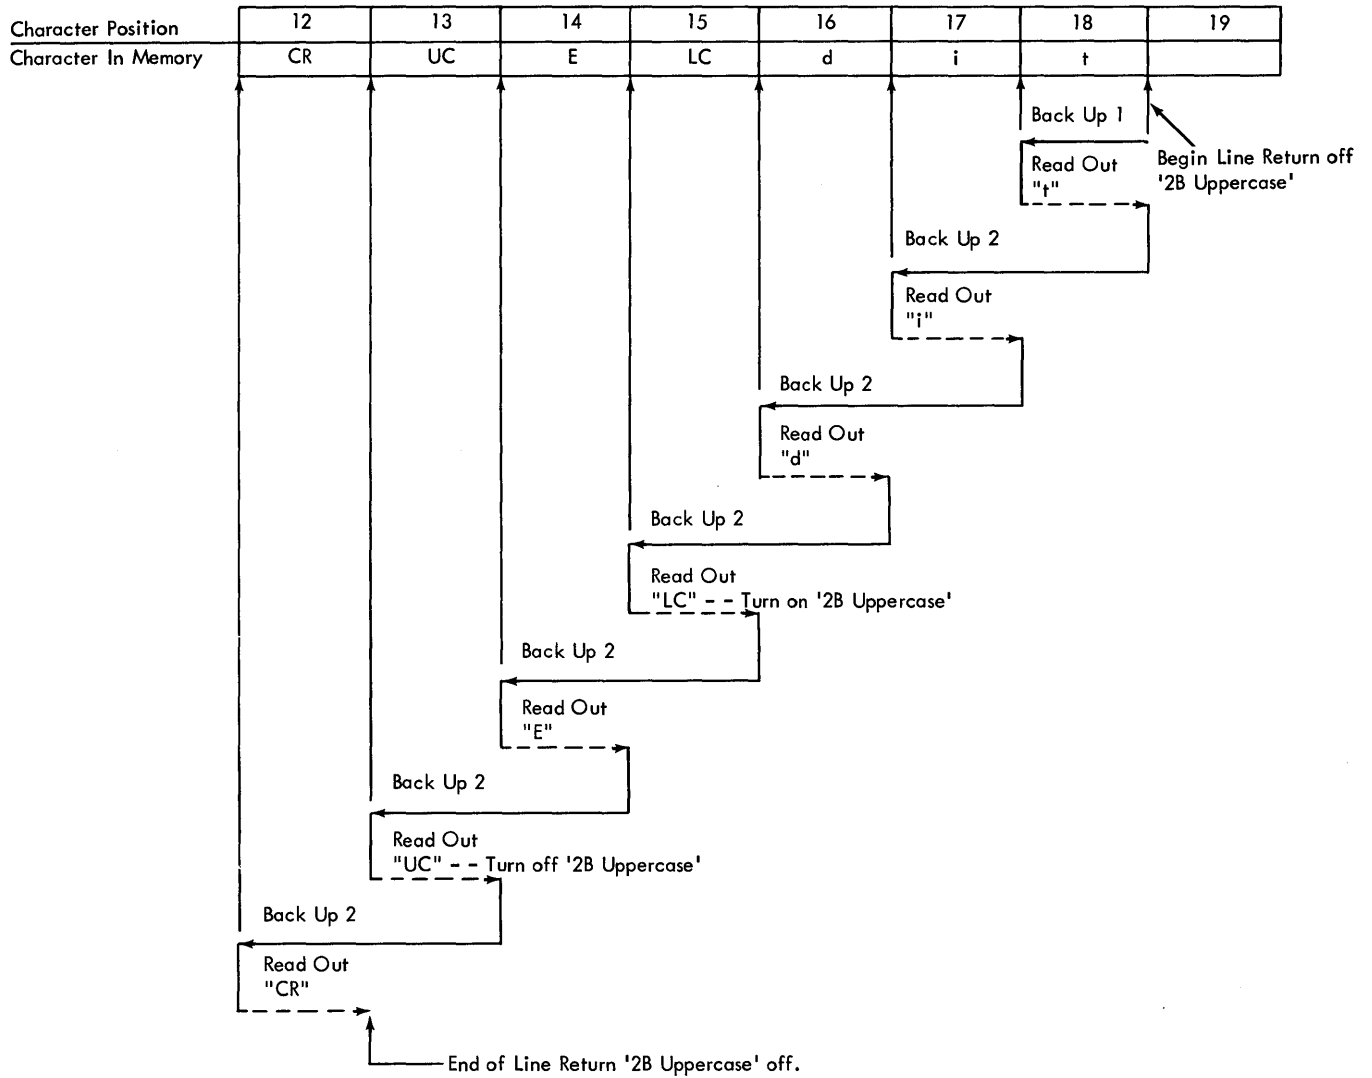 Character Position 12 13 14 15 16 17 18 19
Character In Memory CR UC E LC d i t
Back Up 1
Begin Line Return off
'2B Uppercase'
Read Out
"t"
Back Up 2
Read Out
"i"
Back Up 2
Read Out
"d"
Back Up 2
Read Out
"LC" - - Turn on '2B Uppercase'
Back Up 2
Read Out
"E"
Back Up 2
Read Out
"UC" - - Turn off '2B Uppercase'
Back Up 2
Read Out
"CR"
End of Line Return '2B Uppercase' off.